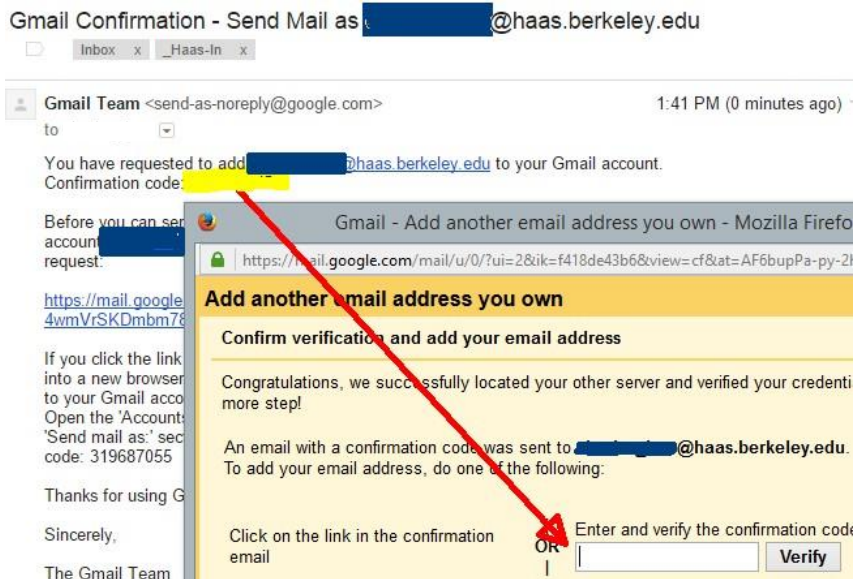 Gmail Confirmation - Send Mail as @haas.berkeley.edu
Inbox x _Haas-In x
Gmail Team <send-as-noreply@google.com> 1:41 PM (0 minutes ago)
to
You have requested to add @haas.berkeley.edu to your Gmail account.
Confirmation code:
Before you can
account
request:
https://mail.google
4wmVrSKDmbm78
If you click the link
into a new browser
to your Gmail
Open the 'Accounts
'Send mail as:'
code: 319687055
Thanks for using
Sincerely,
The Gmail Team
Gmail - Add another email address you own - Mozilla Firefo
https://mail.google.com/mail/u/0/?ui=2&ik=f418de43b6&view=cf&at=AF6bupPa-py-2
Add another email address you own
Confirm verification and add your email address
Congratulations, we successfully located your other server and verified your
more step!
An email with a confirmation code was sent to @haas.berkeley.edu.
To add your email address, do one of the following:
Click on the link in the confirmation
email
OR
Enter and verify the confirmation code
Verify